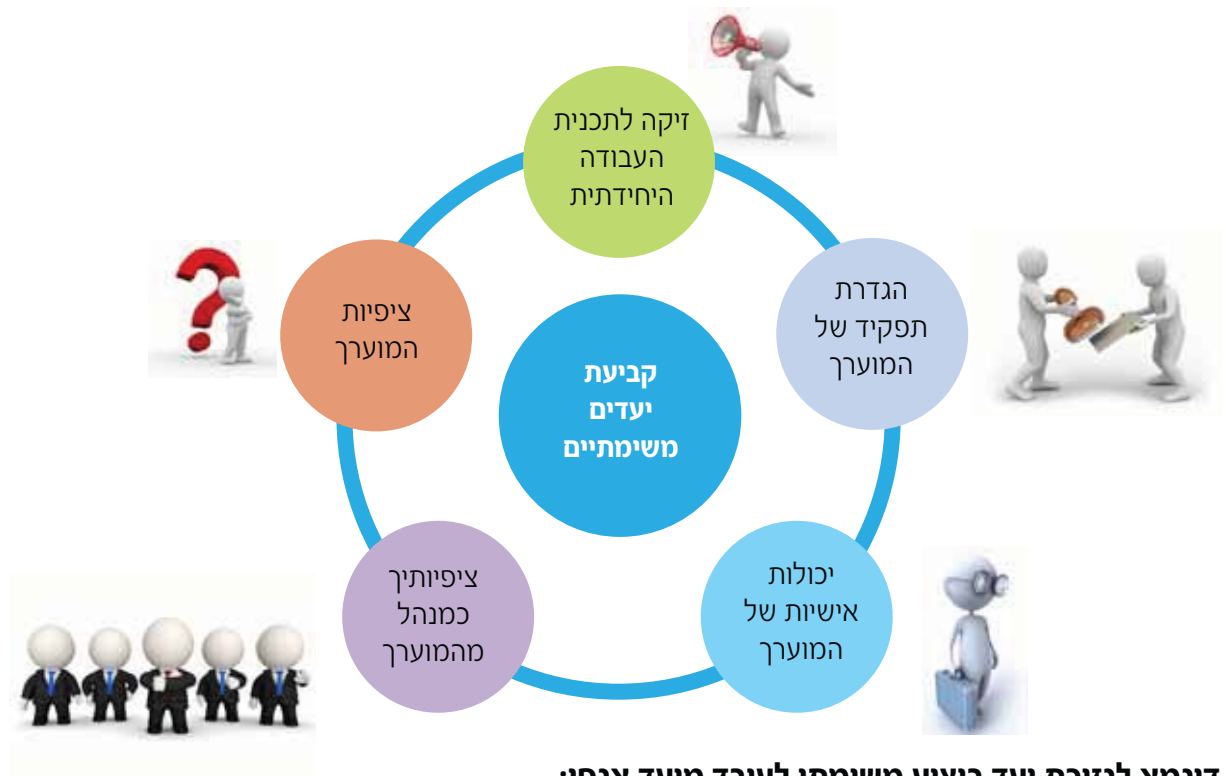 זיקה לתכנית
העבודה
היחידתית
הגדרת
תפקיד של
המוערך
יכולות
אישיות של
המוערך
ציפיותיך
כמנהל
מהמוערך
ציפיות
המוערך
קביעת
יעדים
משימתיים